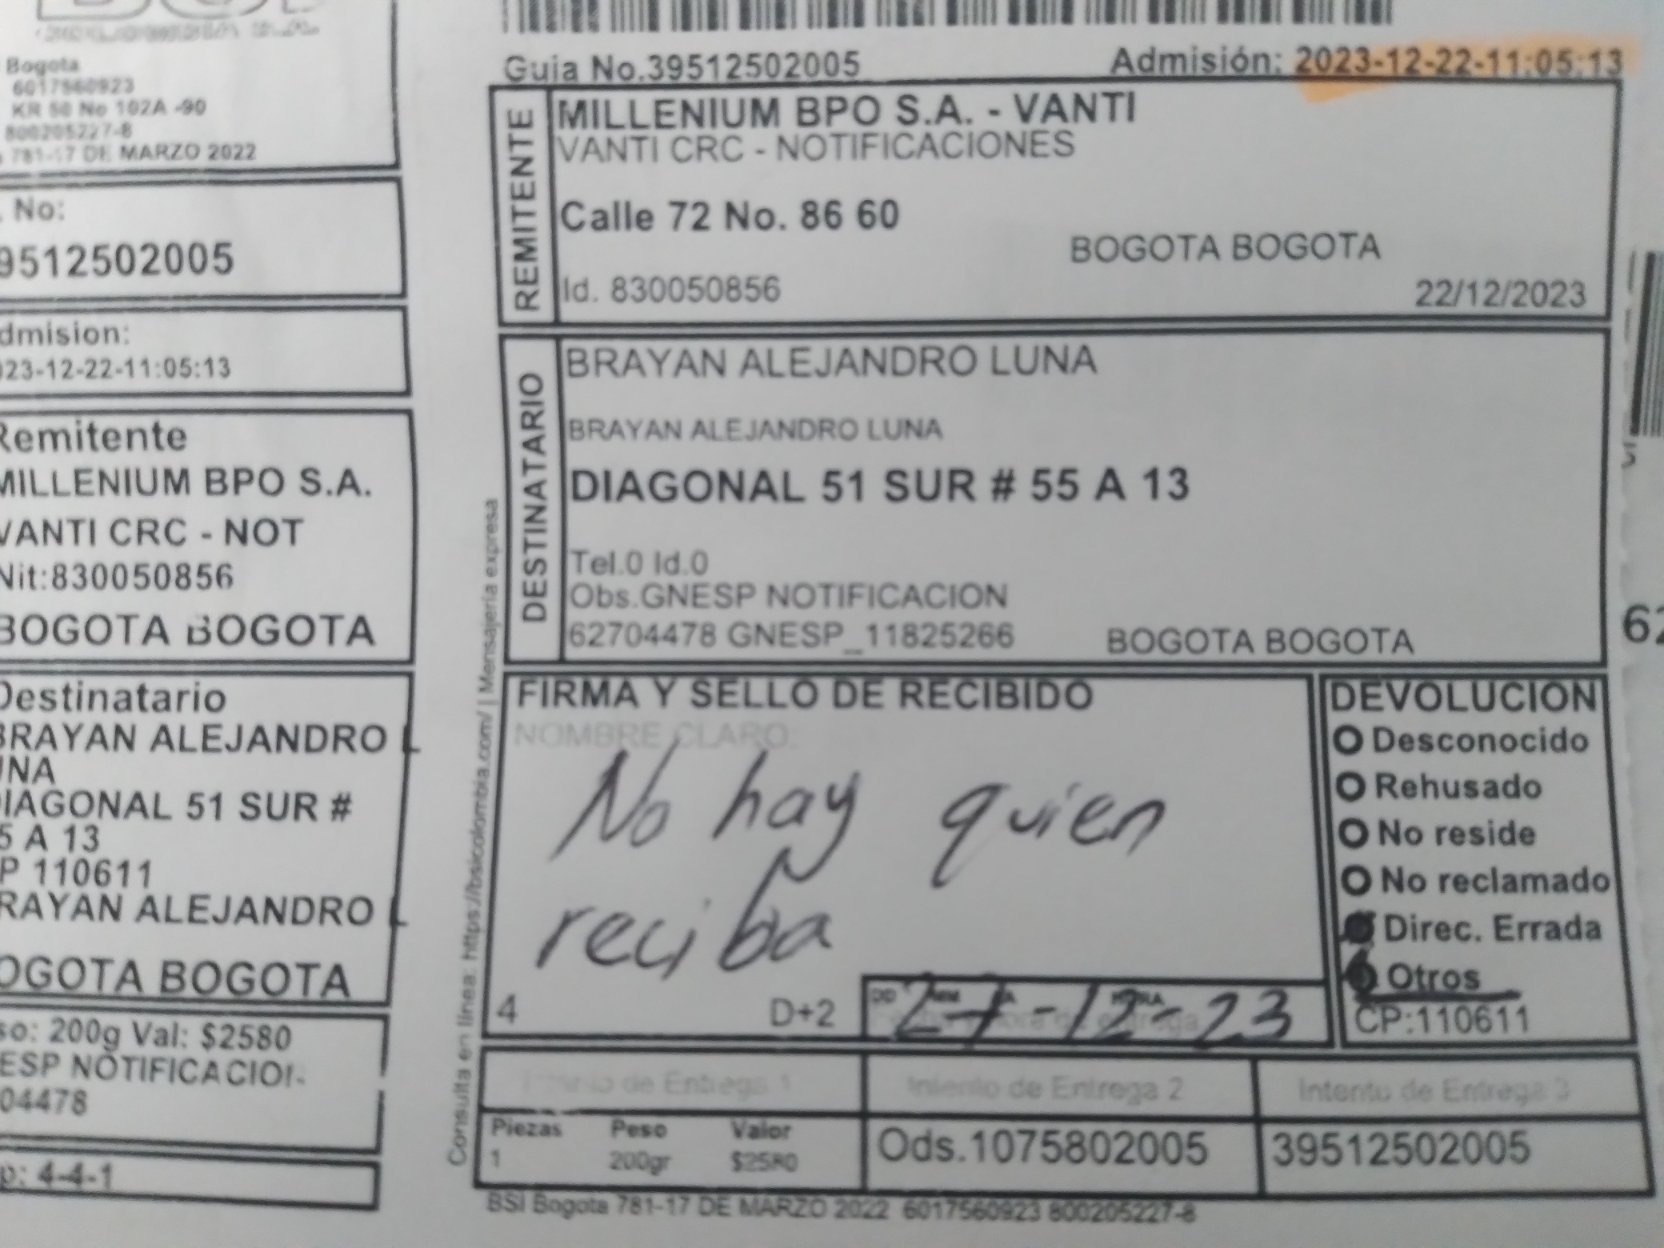 Bogota
6017560923
KR 50 No 102A -90
800205227-8
781-17 DE MARZO 2022
. No:
9512502005
dmision:
023-12-22-11:05:13
Remitente
MILLENIUM BPO S.A.
VANTI CRC - NOT
Nit:830050856
BOGOTA BOGOTA
Destinatario
BRAYAN ALEJANDRO L
UNA
DIAGONAL 51 SUR #
5 A 13
P 110611
RAYAN ALEJANDRO L
OGOTA BOGOTA
so: 200g Val: $2580
ESP NOTIFICACION
04478
p: 4-4-1
Consulta en línea: https://bsicolombia.com/ | Mensajería expresa
Guia No.39512502005
Admisión: 2023-12-22-11:05:13
REMITENTE
MILLENIUM BPO S.A. - VANTI
VANTI CRC - NOTIFICACIONES
Calle 72 No. 86 60
BOGOTA BOGOTA
Id. 830050856
22/12/2023
DESTINATARIO
BRAYAN ALEJANDRO LUNA
BRAYAN ALEJANDRO LUNA
DIAGONAL 51 SUR # 55 A 13
Tel.0 Id.0
Obs.GNESP NOTIFICACION
62704478 GNESP_11825266
BOGOTA BOGOTA
62
FIRMA Y SELLO DE RECIBIDO
NOMBRE CLARO:
No hay quien
reciba
4
D+2
27-12-23
DEVOLUCION
Desconocido
Rehusado
No reside
No reclamado
Direc. Errada
Otros
CP:110611
Intento de Entrega 1
Intento de Entrega 2
Intento de Entrega 3
Piezas Peso Valor
1 200gr $2580
Ods.1075802005
39512502005
BSI Bogota 781-17 DE MARZO 2022 6017560923 800205227-8